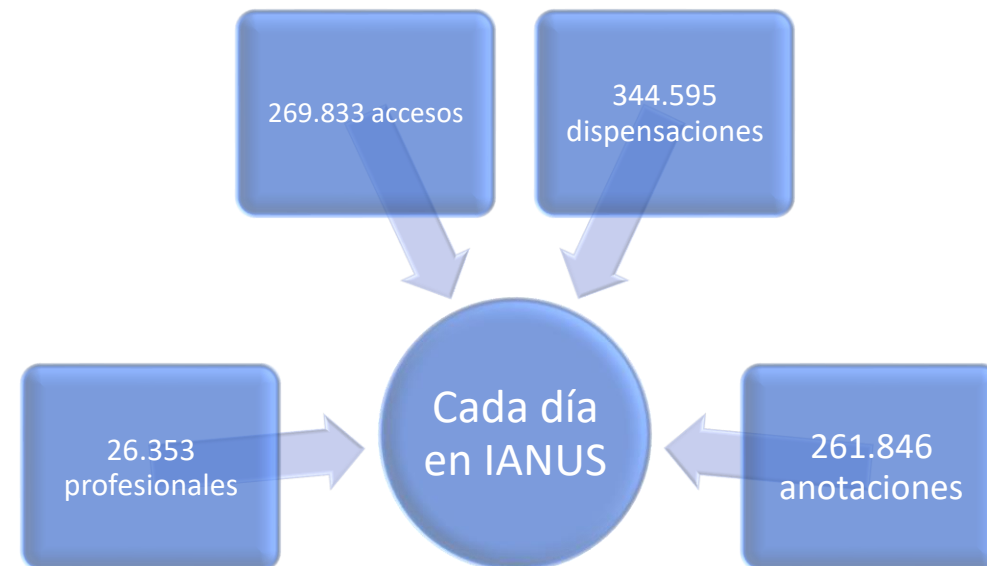 269.833 accesos
344.595
dispensaciones
26.353
profesionales
Cada día
en IANUS
261.846
anotaciones